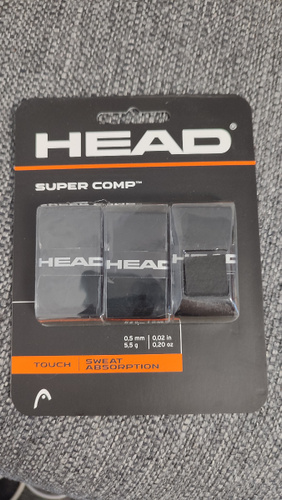 HEAD®
SUPER COMP™
HEAD
HEAD
HEAD
0,5 mm 0,02 in
5,5 g 0,20 oz
TOUCH SWEAT
ABSORPTION